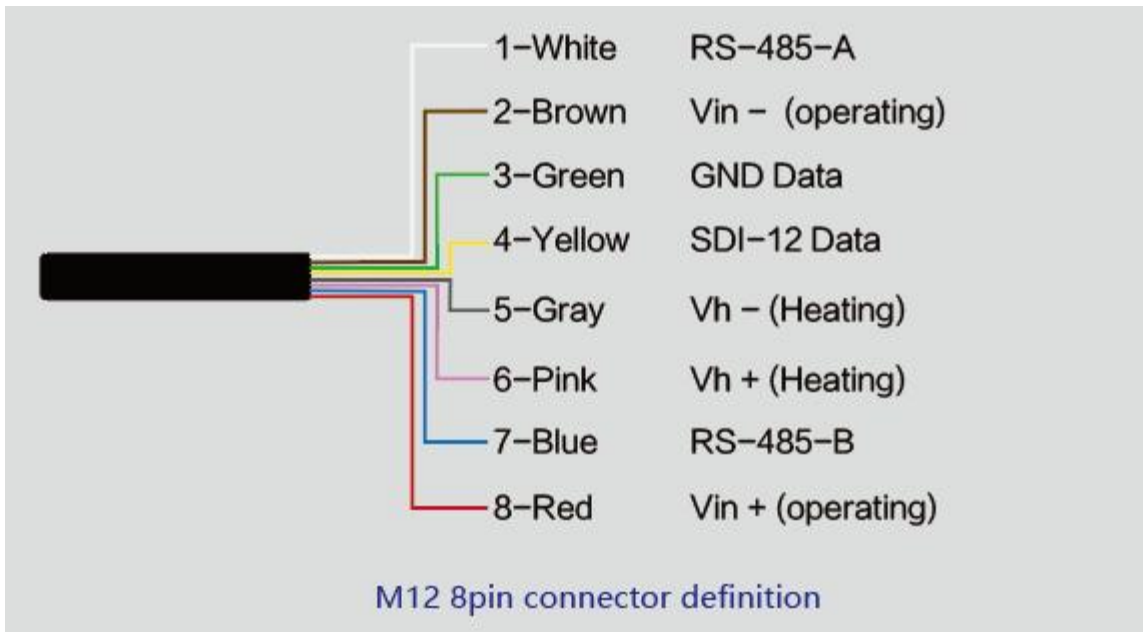 1-White RS-485-A
2-Brown Vin - (operating)
3-Green GND Data
4-Yellow SDI-12 Data
5-Gray Vh - (Heating)
6-Pink Vh + (Heating)
7-Blue RS-485-B
8-Red Vin + (operating)
M12 8pin connector definition